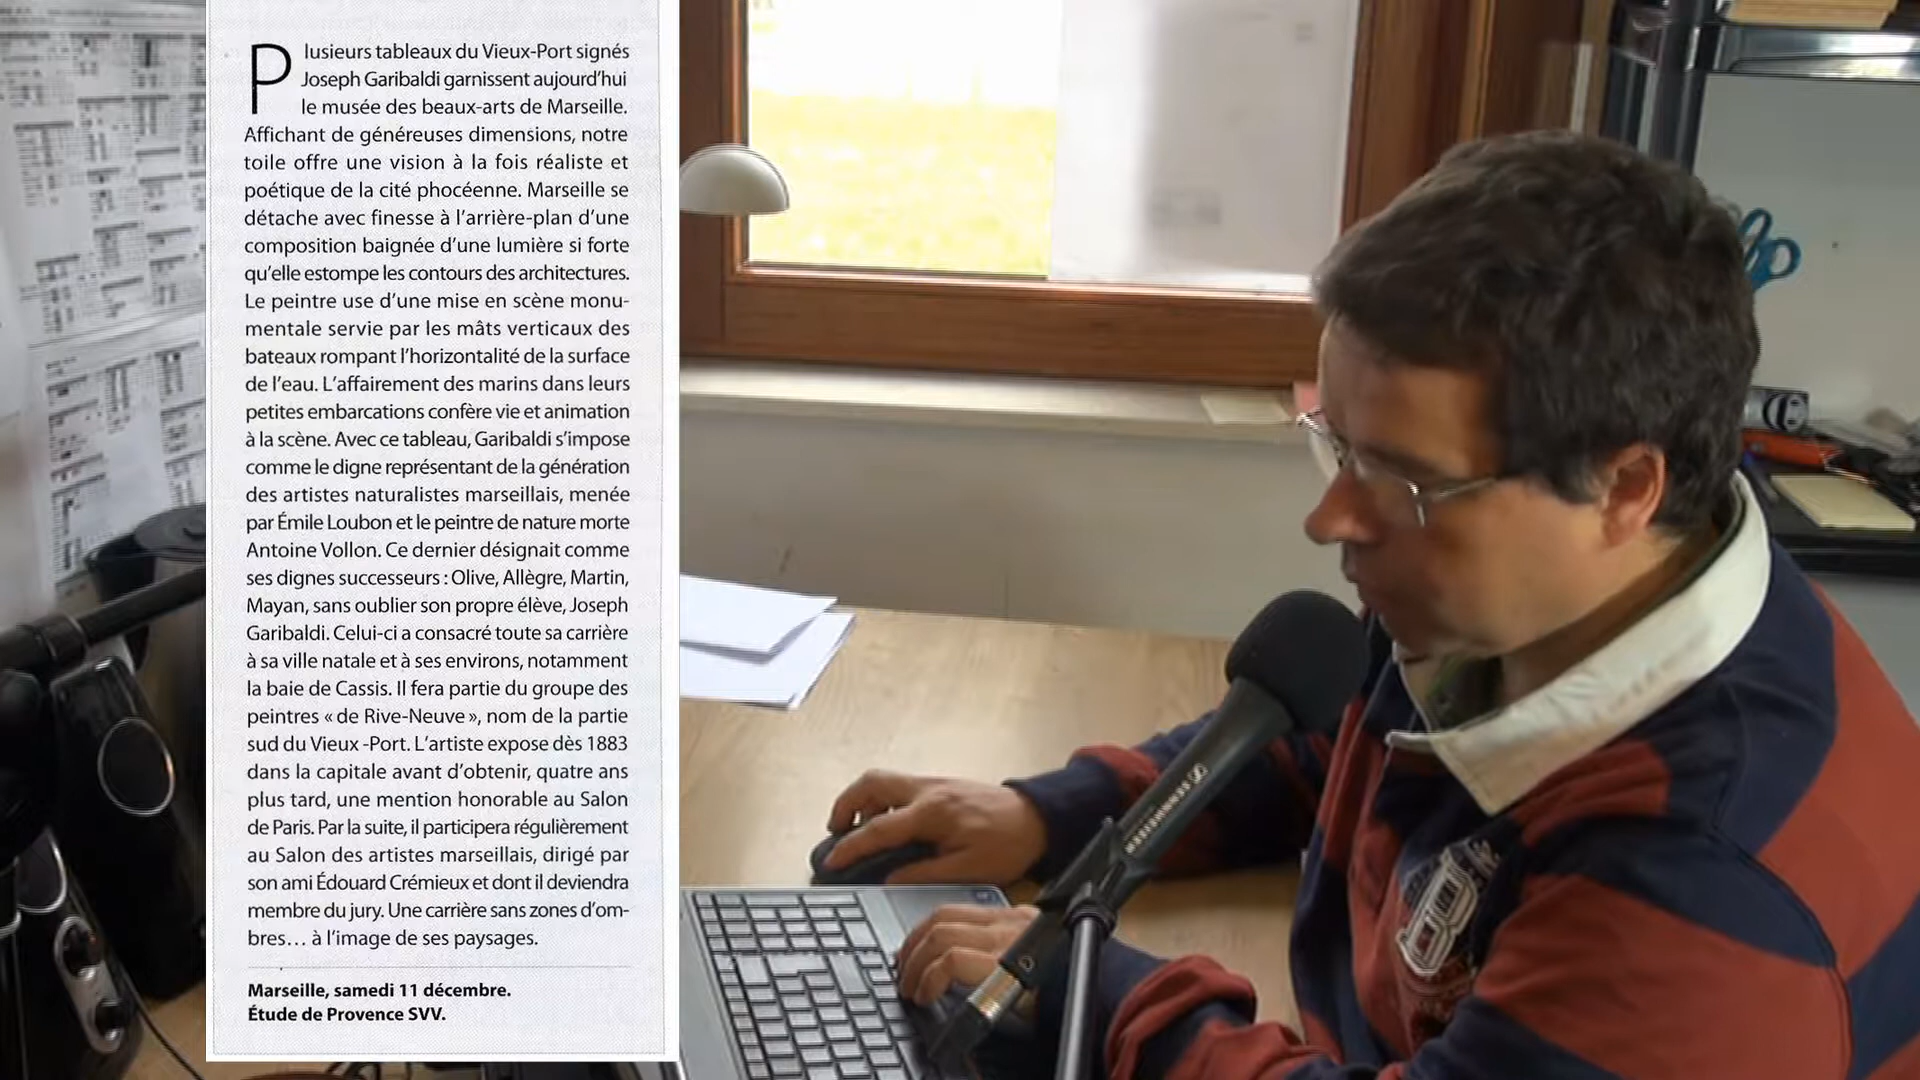 Plusieurs tableaux du Vieux-Port signés
Joseph Garibaldi garnissent aujourd’hui
le musée des beaux-arts de Marseille.
Affichant de généreuses dimensions, notre
toile offre une vision à la fois réaliste et
poétique de la cité phocéenne. Marseille se
détache avec finesse à l’arrière-plan d’une
composition baignée d’une lumière si forte
qu’elle estompe les contours des architectures.
Le peintre use d’une mise en scène monu-
mentale servie par les mâts verticaux des
bateaux rompant l’horizontalité de la surface
de l’eau. L’affairement des marins dans leurs
petites embarcations confère vie et animation
à la scène. Avec ce tableau, Garibaldi s’impose
comme le digne représentant de la génération
des artistes naturalistes marseillais, menée
par Émile Loubon et le peintre de nature morte
Antoine Vollon. Ce dernier désignait comme
ses dignes successeurs : Olive, Allègre, Martin,
Mayan, sans oublier son propre élève, Joseph
Garibaldi. Celui-ci a consacré toute sa carrière
à sa ville natale et à ses environs, notamment
la baie de Cassis. Il fera partie du groupe des
peintres « de Rive-Neuve », nom de la partie
sud du Vieux -Port. L’artiste expose dès 1883
dans la capitale avant d’obtenir, quatre ans
plus tard, une mention honorable au Salon
de Paris. Par la suite, il participera régulièrement
au Salon des artistes marseillais, dirigé par
son ami Édouard Crémieux et dont il deviendra
membre du jury. Une carrière sans zones d’om-
bres… à l’image de ses paysages.
Marseille, samedi 11 décembre.
Étude de Provence SVV.
SENNHEISER
B